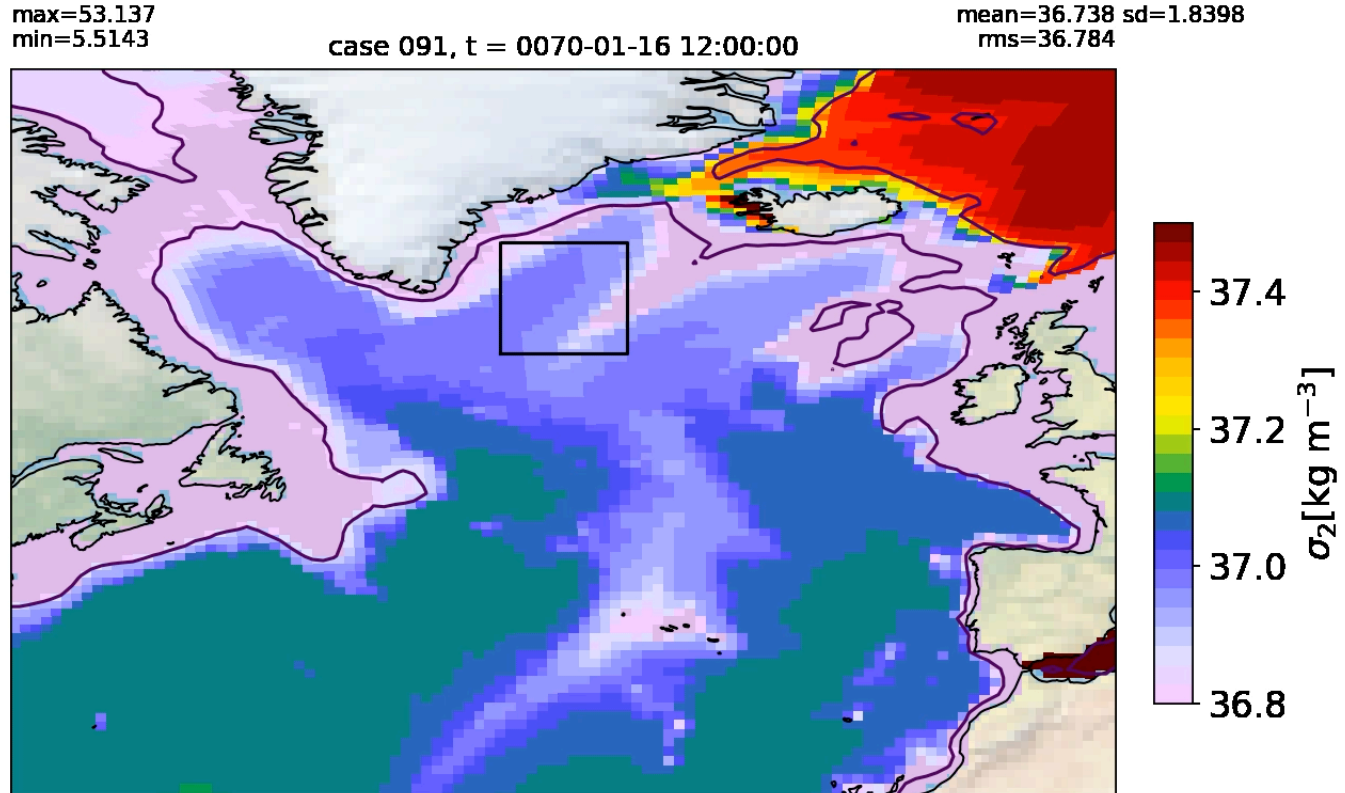 max=53.137
min=5.5143
mean=36.738 sd=1.8398
rms=36.784
case 091, t = 0070-01-16 12:00:00
37.4
37.2
37.0
36.8
σ₂[kg m⁻³]